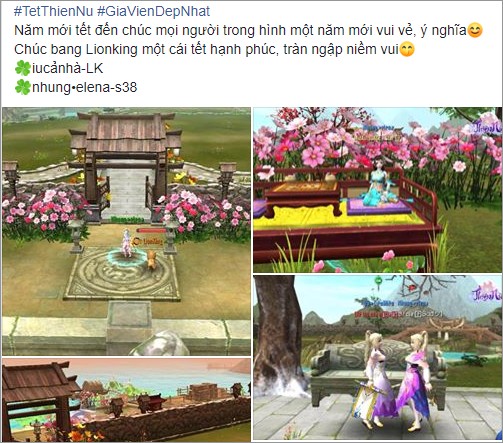 #TetThienNu #GiaVienDepNhat
Năm mới tết đến chúc mọi người trong hình một năm mới vui vẻ, ý nghĩa😊
Chúc bang Lionking một cái tết hạnh phúc, tràn ngập niềm vui😋
🍀iucảnhà-LK
🍀nhung•elena-s38